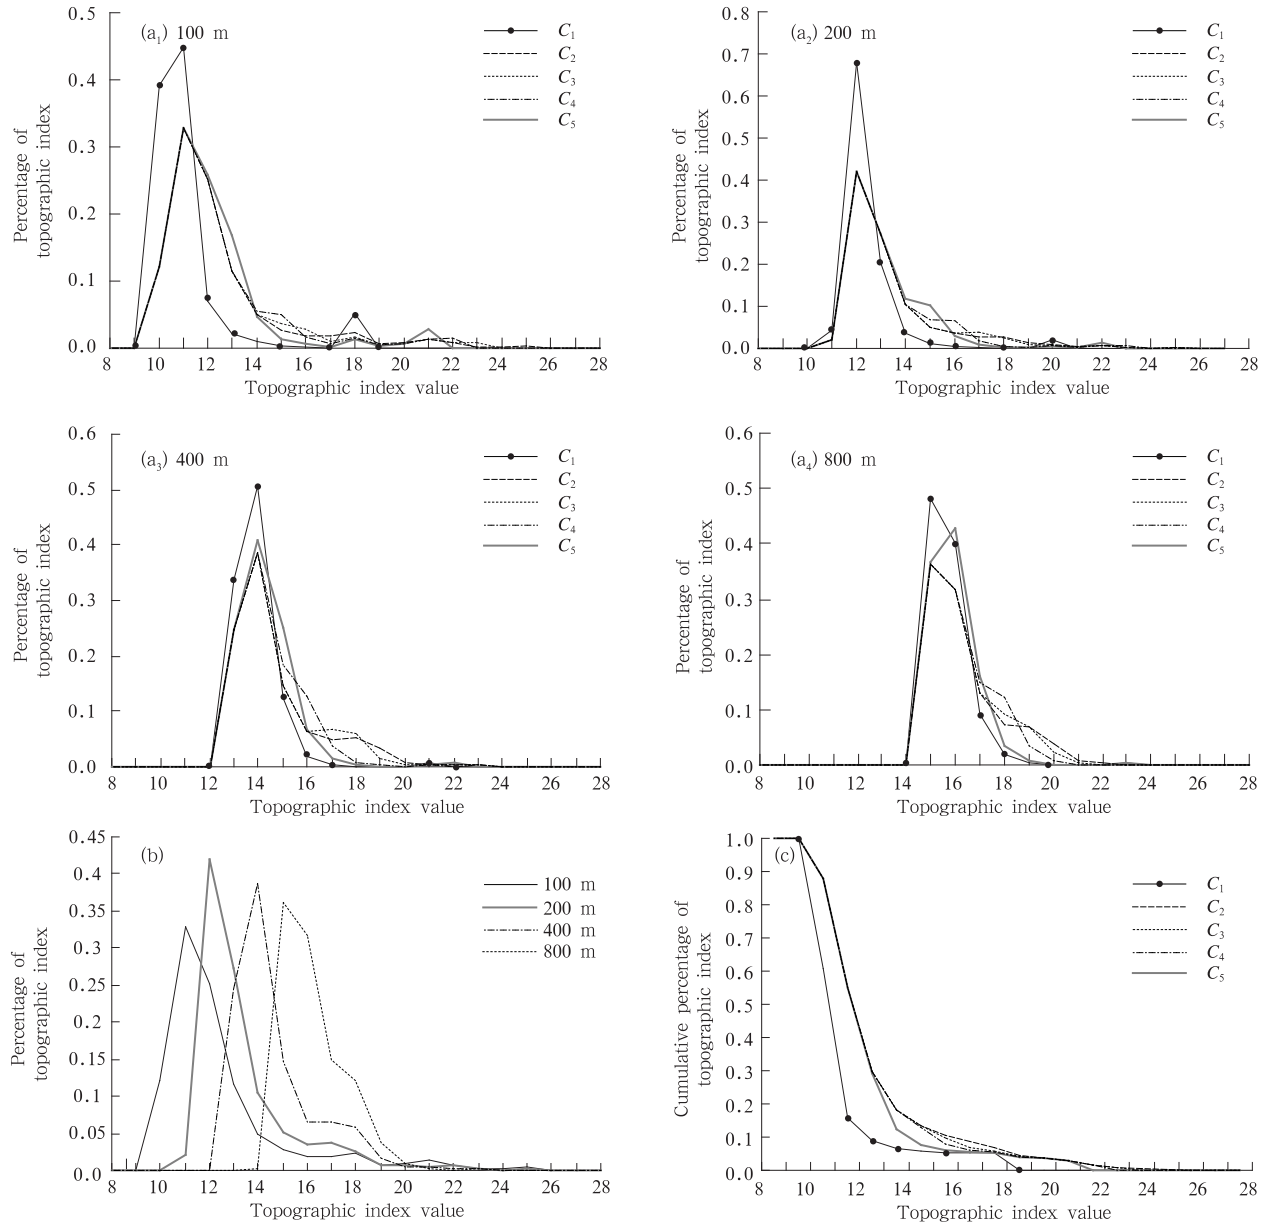 (a1) 100 m
C1
C2
C3
C4
C5
Percentage of
topographic index
0.5
0.4
0.3
0.2
0.1
0.0
8 10 12 14 16 18 20 22 24 26 28
Topographic index value
(a2) 200 m
C1
C2
C3
C4
C5
Percentage of
topographic index
0.8
0.7
0.6
0.5
0.4
0.3
0.2
0.1
0.0
8 10 12 14 16 18 20 22 24 26 28
Topographic index value
(a3) 400 m
C1
C2
C3
C4
C5
Percentage of
topographic index
0.6
0.5
0.4
0.3
0.2
0.1
0.0
8 10 12 14 16 18 20 22 24 26 28
Topographic index value
(a4) 800 m
C1
C2
C3
C4
C5
Percentage of
topographic index
0.6
0.5
0.4
0.3
0.2
0.1
0.0
8 10 12 14 16 18 20 22 24 26 28
Topographic index value
(b)
100 m
200 m
400 m
800 m
Percentage of
topographic index
0.45
0.4
0.35
0.3
0.25
0.2
0.15
0.1
0.05
0.0
8 10 12 14 16 18 20 22 24 26 28
Topographic index value
(c)
C1
C2
C3
C4
C5
Cumulative percentage of
topographic index
1.0
0.9
0.8
0.7
0.6
0.5
0.4
0.3
0.2
0.1
0.0
8 10 12 14 16 18 20 22 24 26 28
Topographic index value